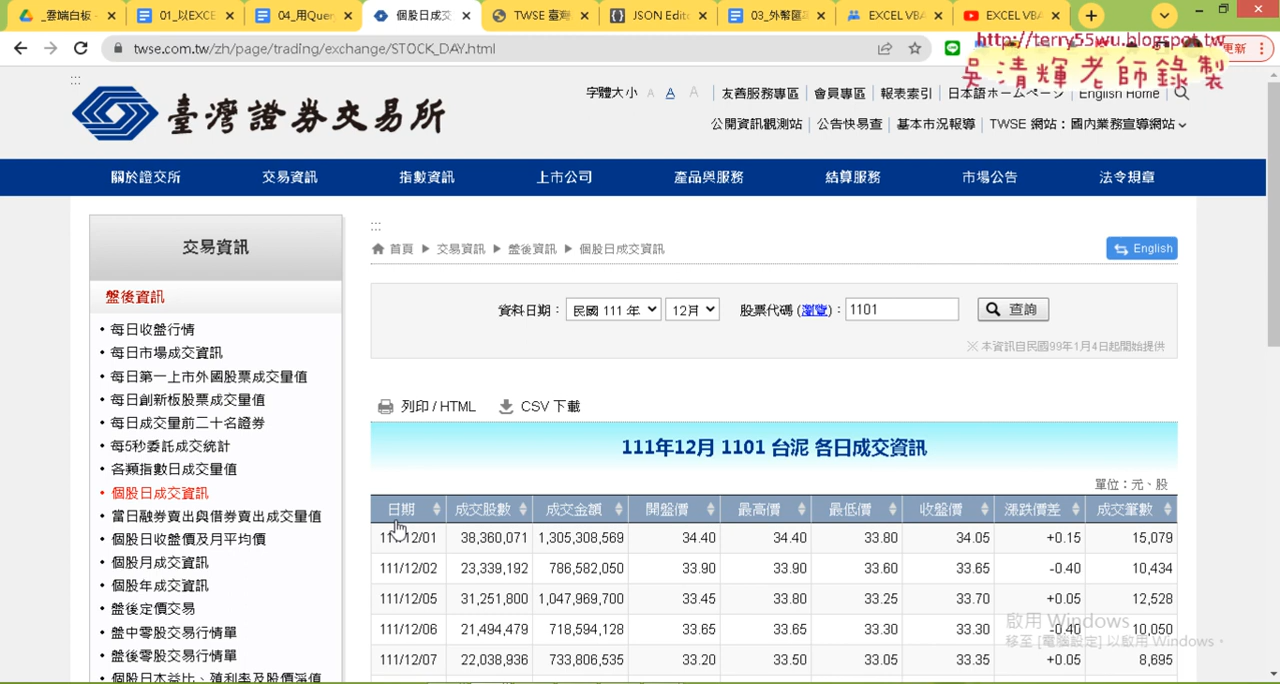 _雲端白板
01_以EXCE
04_用Quer
個股日成交
TWSE 臺灣
JSON Edit
03_外幣匯
EXCEL VBA
EXCEL VBA
twse.com.tw/zh/page/trading/exchange/STOCK_DAY.html
更新
http://terry55wu.blogspot.tw
吳清輝老師錄製
臺灣證券交易所
字體大小 A A A 友善服務專區 會員專區 報表索引 日本語ホームページ English Home
公開資訊觀測站 公告快易查 基本市況報導 TWSE 網站：國內業務宣導網站
關於證交所 交易資訊 指數資訊 上市公司 產品與服務 結算服務 市場公告 法令規章
交易資訊
盤後資訊
• 每日收盤行情
• 每日市場成交資訊
• 每日第一上市外國股票成交量值
• 每日創新板股票成交量值
• 每日成交量前二十名證券
• 每5秒委託成交統計
• 各類指數日成交量值
• 個股日成交資訊
• 當日融券賣出與借券賣出成交量值
• 個股日收盤價及月平均價
• 個股月成交資訊
• 個股年成交資訊
• 盤後定價交易
• 盤中零股交易行情單
• 盤後零股交易行情單
• 個股日本益比、殖利率及股價淨值
首頁 ▶ 交易資訊 ▶ 盤後資訊 ▶ 個股日成交資訊
English
資料日期： 民國 111 年 12月 股票代碼 (瀏覽)： 1101 查詢
※ 本資訊自民國99年1月4日起開始提供
列印 / HTML CSV 下載
111年12月 1101 台泥 各日成交資訊
單位：元、股
日期 成交股數 成交金額 開盤價 最高價 最低價 收盤價 漲跌價差 成交筆數
111/12/01 38,360,071 1,305,308,569 34.40 34.40 33.80 34.05 +0.15 15,079
111/12/02 23,339,192 786,582,050 33.90 33.90 33.60 33.65 -0.40 10,434
111/12/05 31,251,800 1,047,969,700 33.45 33.80 33.25 33.70 +0.05 12,528
111/12/06 21,494,479 718,594,128 33.65 33.65 33.30 33.30 -0.40 10,050
111/12/07 22,038,936 733,806,535 33.20 33.50 33.05 33.35 +0.05 8,695
啟用 Windows
移至 [電腦設定] 以啟用 Windows。